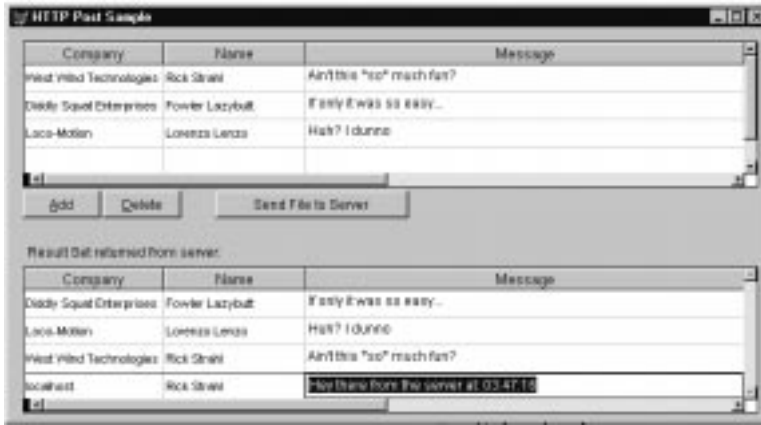 HTTP Post Sample
Company Name Message
West Wind Technologies Rick Strahl Ain't this "so" much fun?
Diddly Squat Enterprises Fowler Lazybutt If only it was so easy...
Loco-Motion Lorenzo Lenzo Huh? I dunno
Add Delete Send File to Server
Result Set returned from server:
Company Name Message
Diddly Squat Enterprises Fowler Lazybutt If only it was so easy...
Loco-Motion Lorenzo Lenzo Huh? I dunno
West Wind Technologies Rick Strahl Ain't this "so" much fun?
localhost Rick Strahl Hey there from the server at: 03:47:16